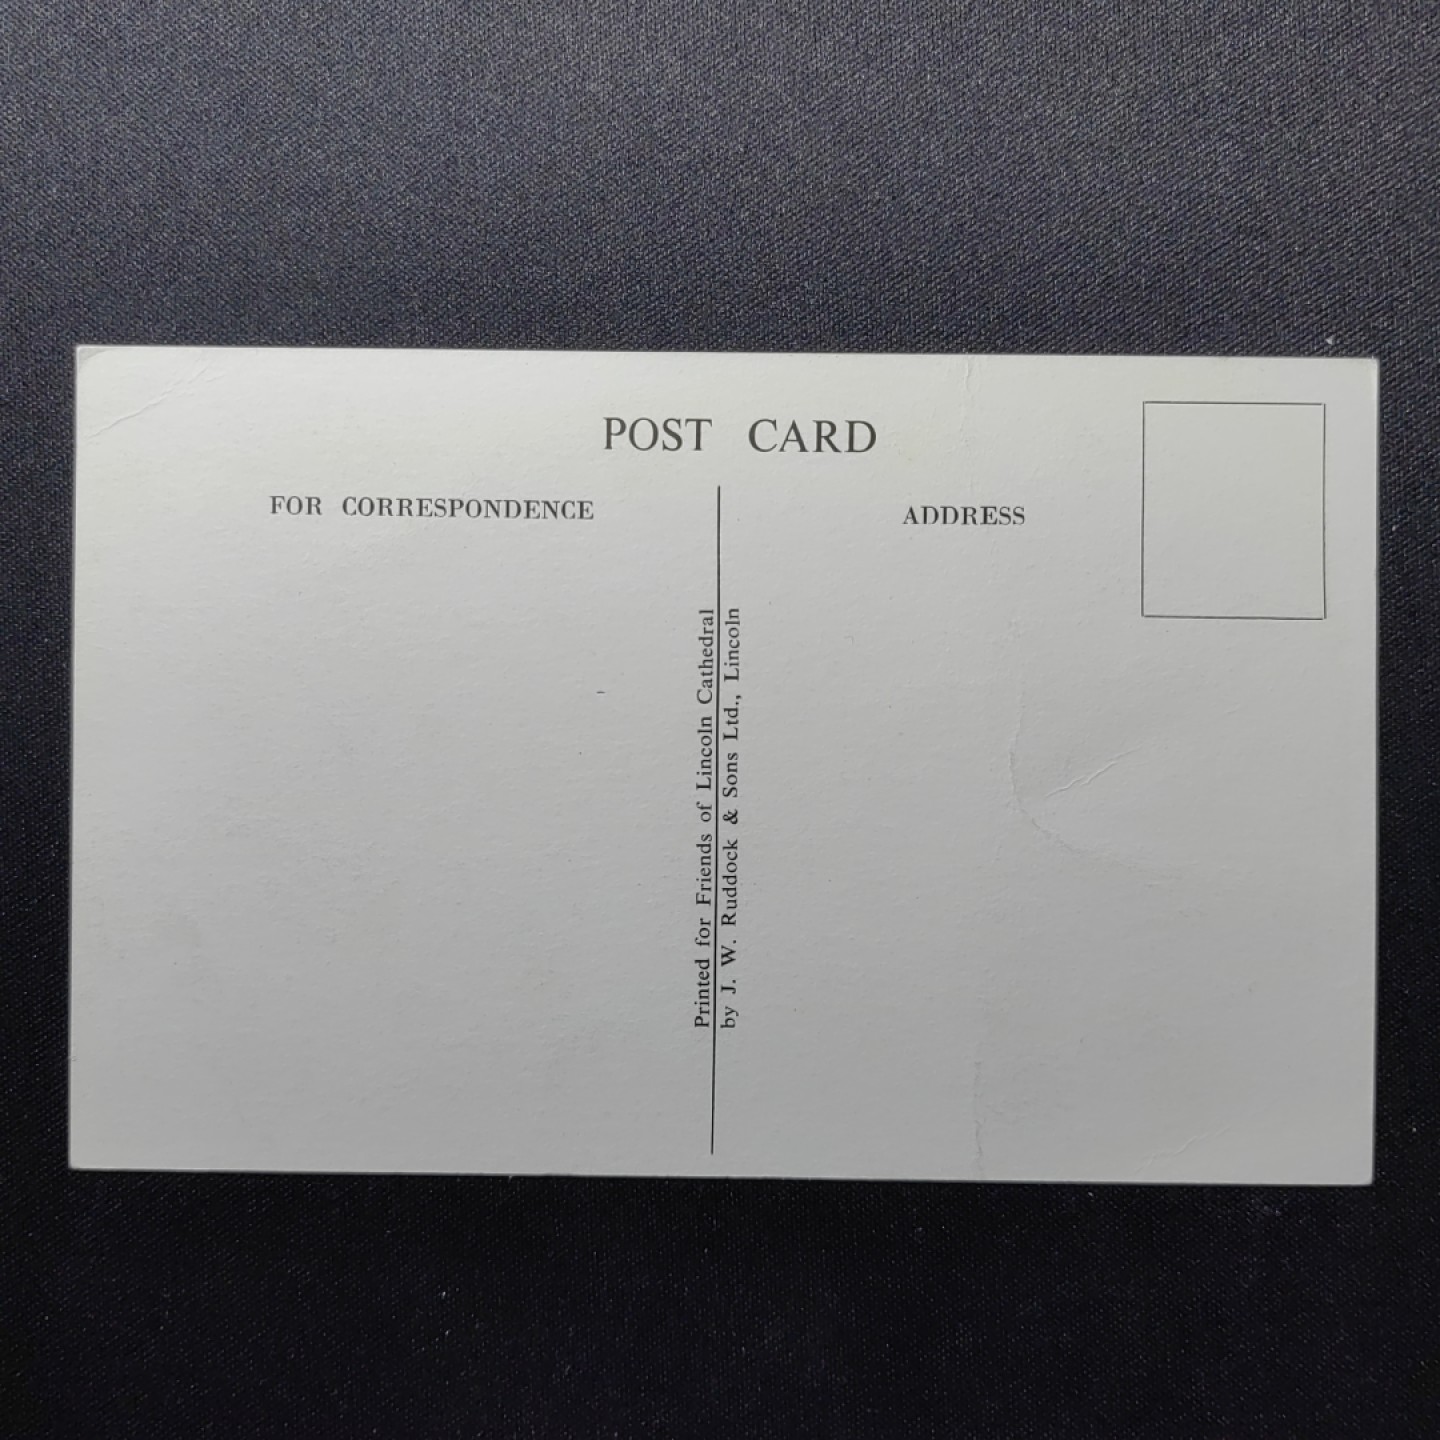 POST CARD
FOR CORRESPONDENCE
ADDRESS
Printed for Friends of Lincoln Cathedral
by J. W. Ruddock & Sons Ltd., Lincoln